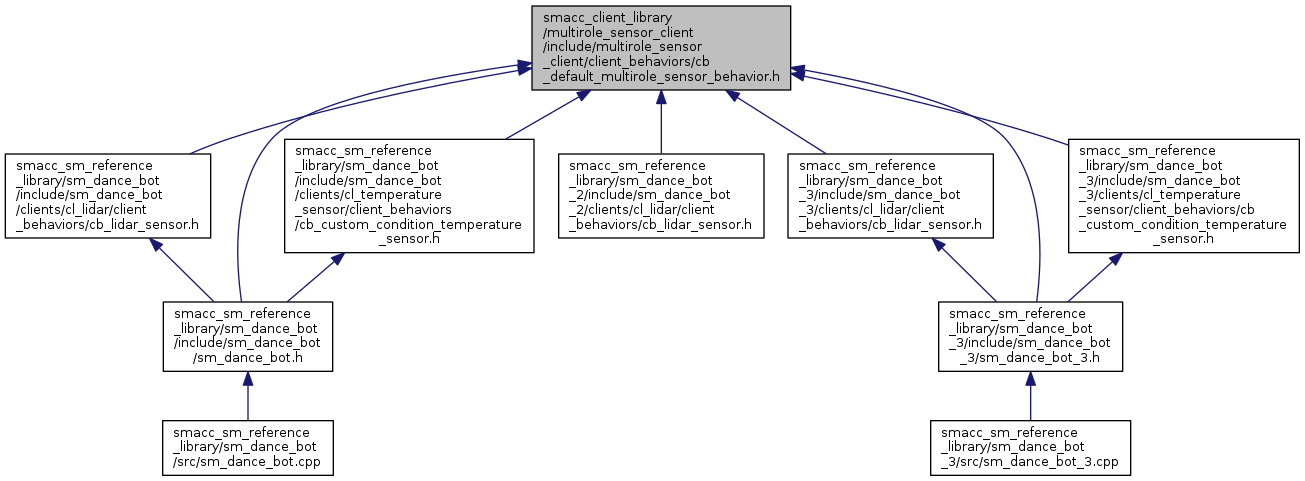 smacc_client_library
/multirole_sensor_client
/include/multirole_sensor
_client/client_behaviors/cb
_default_multirole_sensor_behavior.h
smacc_sm_reference
_library/sm_dance_bot
/include/sm_dance_bot
/clients/cl_lidar/client
_behaviors/cb_lidar_sensor.h
smacc_sm_reference
_library/sm_dance_bot
/include/sm_dance_bot
/clients/cl_temperature
_sensor/client_behaviors
/cb_custom_condition_temperature
_sensor.h
smacc_sm_reference
_library/sm_dance_bot
_2/include/sm_dance_bot
_2/clients/cl_lidar/client
_behaviors/cb_lidar_sensor.h
smacc_sm_reference
_library/sm_dance_bot
_3/include/sm_dance_bot
_3/clients/cl_lidar/client
_behaviors/cb_lidar_sensor.h
smacc_sm_reference
_library/sm_dance_bot
_3/include/sm_dance_bot
_3/clients/cl_temperature
_sensor/client_behaviors/cb
_custom_condition_temperature
_sensor.h
smacc_sm_reference
_library/sm_dance_bot
/include/sm_dance_bot
/sm_dance_bot.h
smacc_sm_reference
_library/sm_dance_bot
_3/include/sm_dance_bot
_3/sm_dance_bot_3.h
smacc_sm_reference
_library/sm_dance_bot
/src/sm_dance_bot.cpp
smacc_sm_reference
_library/sm_dance_bot
_3/src/sm_dance_bot_3.cpp